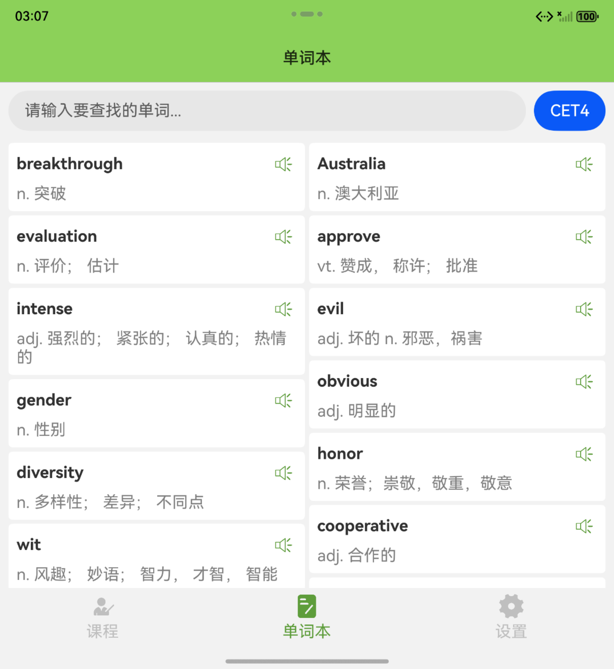 03:07
100
单词本
请输入要查找的单词...
CET4
breakthrough
n. 突破
evaluation
n. 评价； 估计
intense
adj. 强烈的； 紧张的； 认真的； 热情
的
gender
n. 性别
diversity
n. 多样性； 差异； 不同点
wit
n. 风趣； 妙语； 智力， 才智， 智能
Australia
n. 澳大利亚
approve
vt. 赞成， 称许； 批准
evil
adj. 坏的 n. 邪恶，祸害
obvious
adj. 明显的
honor
n. 荣誉；崇敬，敬重，敬意
cooperative
adj. 合作的
课程
单词本
设置